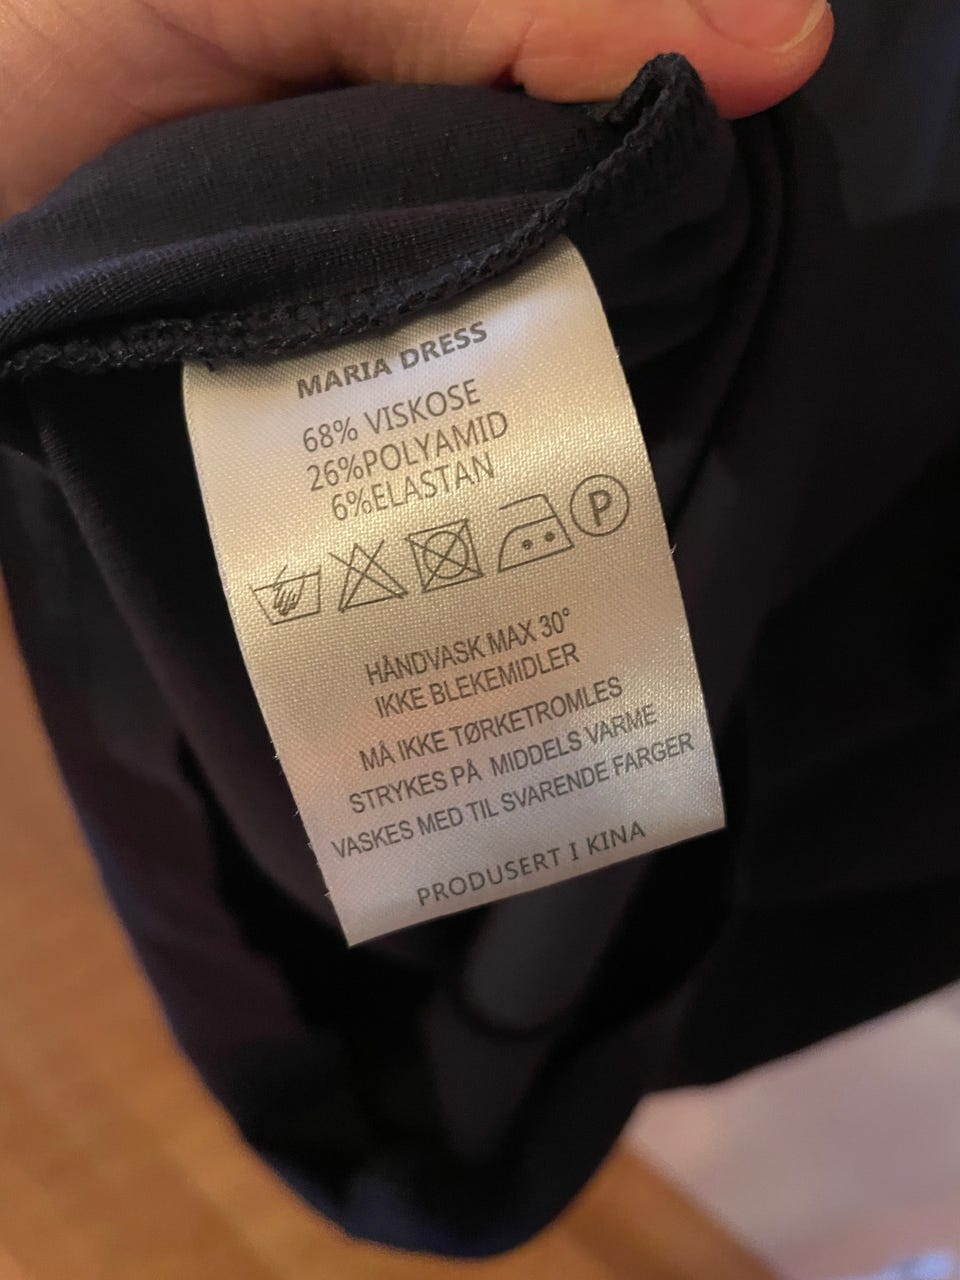 MARIA DRESS
68% VISKOSE
26%POLYAMID
6%ELASTAN
P
HÅNDVASK MAX 30°
IKKE BLEKEMIDLER
MÅ IKKE TØRKETROMLES
STRYKES PÅ MIDDELS VARME
VASKES MED TIL SVARENDE FARGER
PRODUSERT I KINA